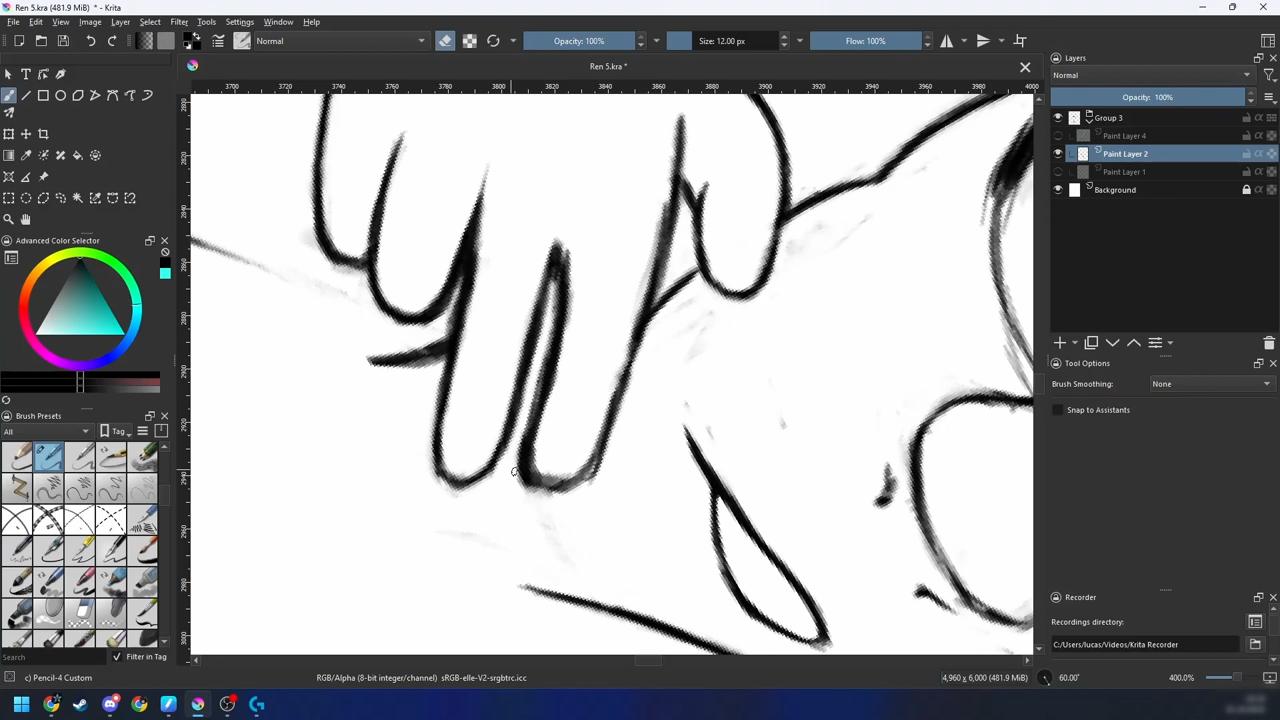 Ren 5.kra (481.9 MiB) * - Krita
File Edit View Image Layer Select Filter Tools Settings Window Help
Normal Opacity: 100% Size: 12.00 px Flow: 100%
Ren 5.kra *
3700 3720 3740 3760 3780 3800 3820 3840 3860 3880 3900 3920 3940 3960 3980 4000
Layers
Normal
Opacity: 100%
Group 3
Paint Layer 4
Paint Layer 2
Paint Layer 1
Background
Advanced Color Selector
Tool Options
Brush Smoothing: None
Snap to Assistants
Brush Presets
All Tag
Search Filter in Tag
Recorder
Recordings directory:
C:/Users/lucas/Videos/Krita Recorder
c) Pencil-4 Custom RGB/Alpha (8-bit integer/channel) sRGB-elle-V2-srgbtrc.icc 4,960 x 6,000 (481.9 MiB) 60.00° 400.0%